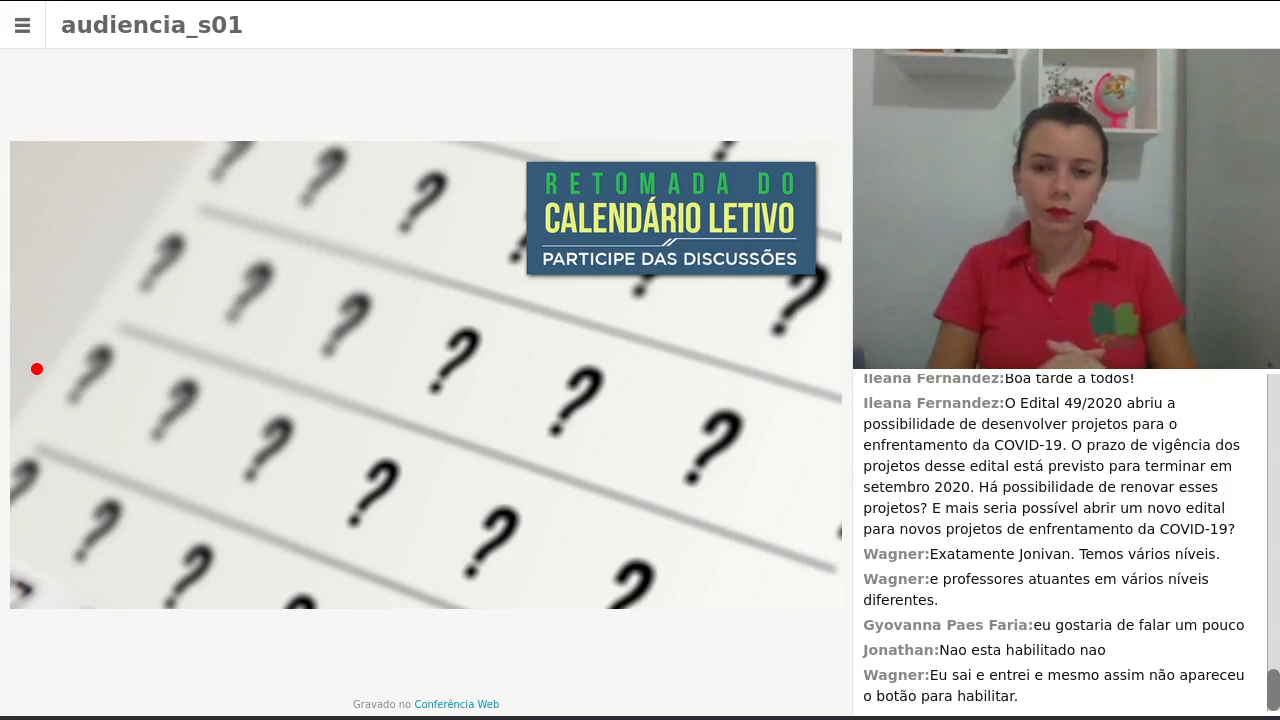 audiencia_s01
RETOMADA DO
CALENDÁRIO LETIVO
PARTICIPE DAS DISCUSSÕES
Gravado no Conferência Web
Ileana Fernandez:Boa tarde a todos!
Ileana Fernandez:O Edital 49/2020 abriu a
possibilidade de desenvolver projetos para o
enfrentamento da COVID-19. O prazo de vigência dos
projetos desse edital está previsto para terminar em
setembro 2020. Há possibilidade de renovar esses
projetos? E mais seria possível abrir um novo edital
para novos projetos de enfrentamento da COVID-19?
Wagner:Exatamente Jonivan. Temos vários níveis.
Wagner:e professores atuantes em vários níveis
diferentes.
Gyovanna Paes Faria:eu gostaria de falar um pouco
Jonathan:Nao esta habilitado nao
Wagner:Eu sai e entrei e mesmo assim não apareceu
o botão para habilitar.